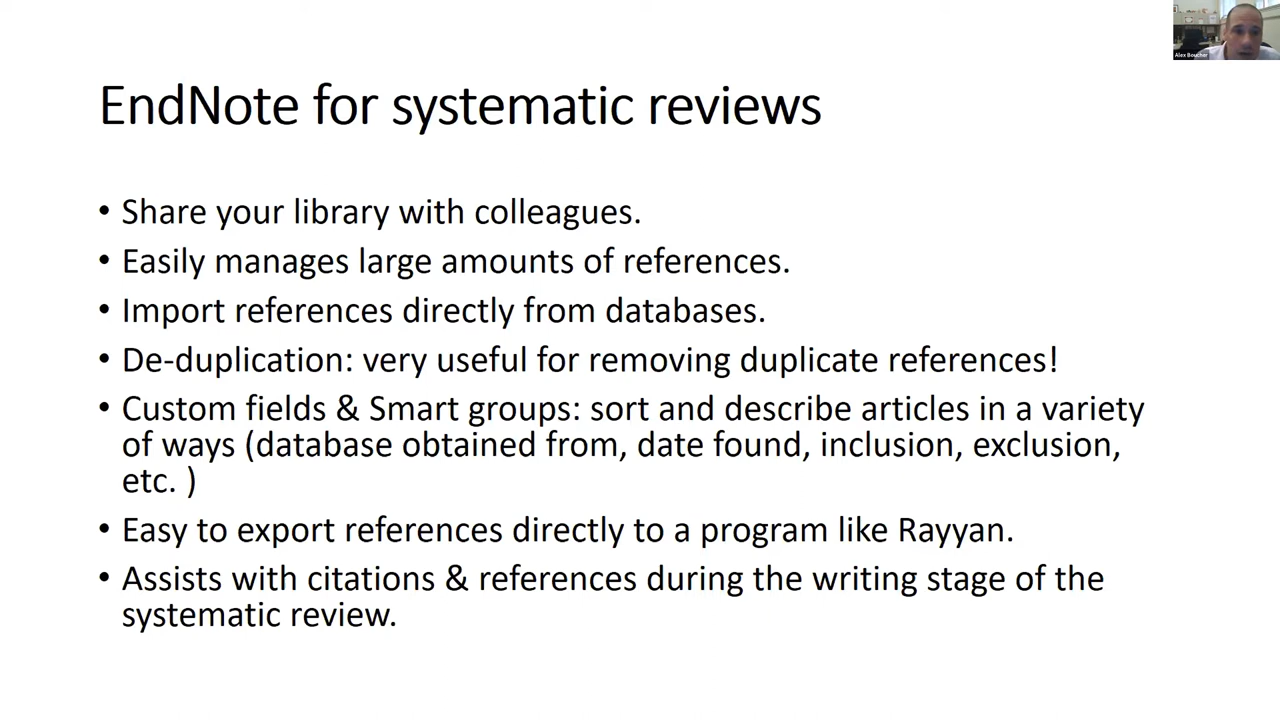 Alex Boucher
EndNote for systematic reviews
• Share your library with colleagues.
• Easily manages large amounts of references.
• Import references directly from databases.
• De-duplication: very useful for removing duplicate references!
• Custom fields & Smart groups: sort and describe articles in a variety
of ways (database obtained from, date found, inclusion, exclusion,
etc. )
• Easy to export references directly to a program like Rayyan.
• Assists with citations & references during the writing stage of the
systematic review.